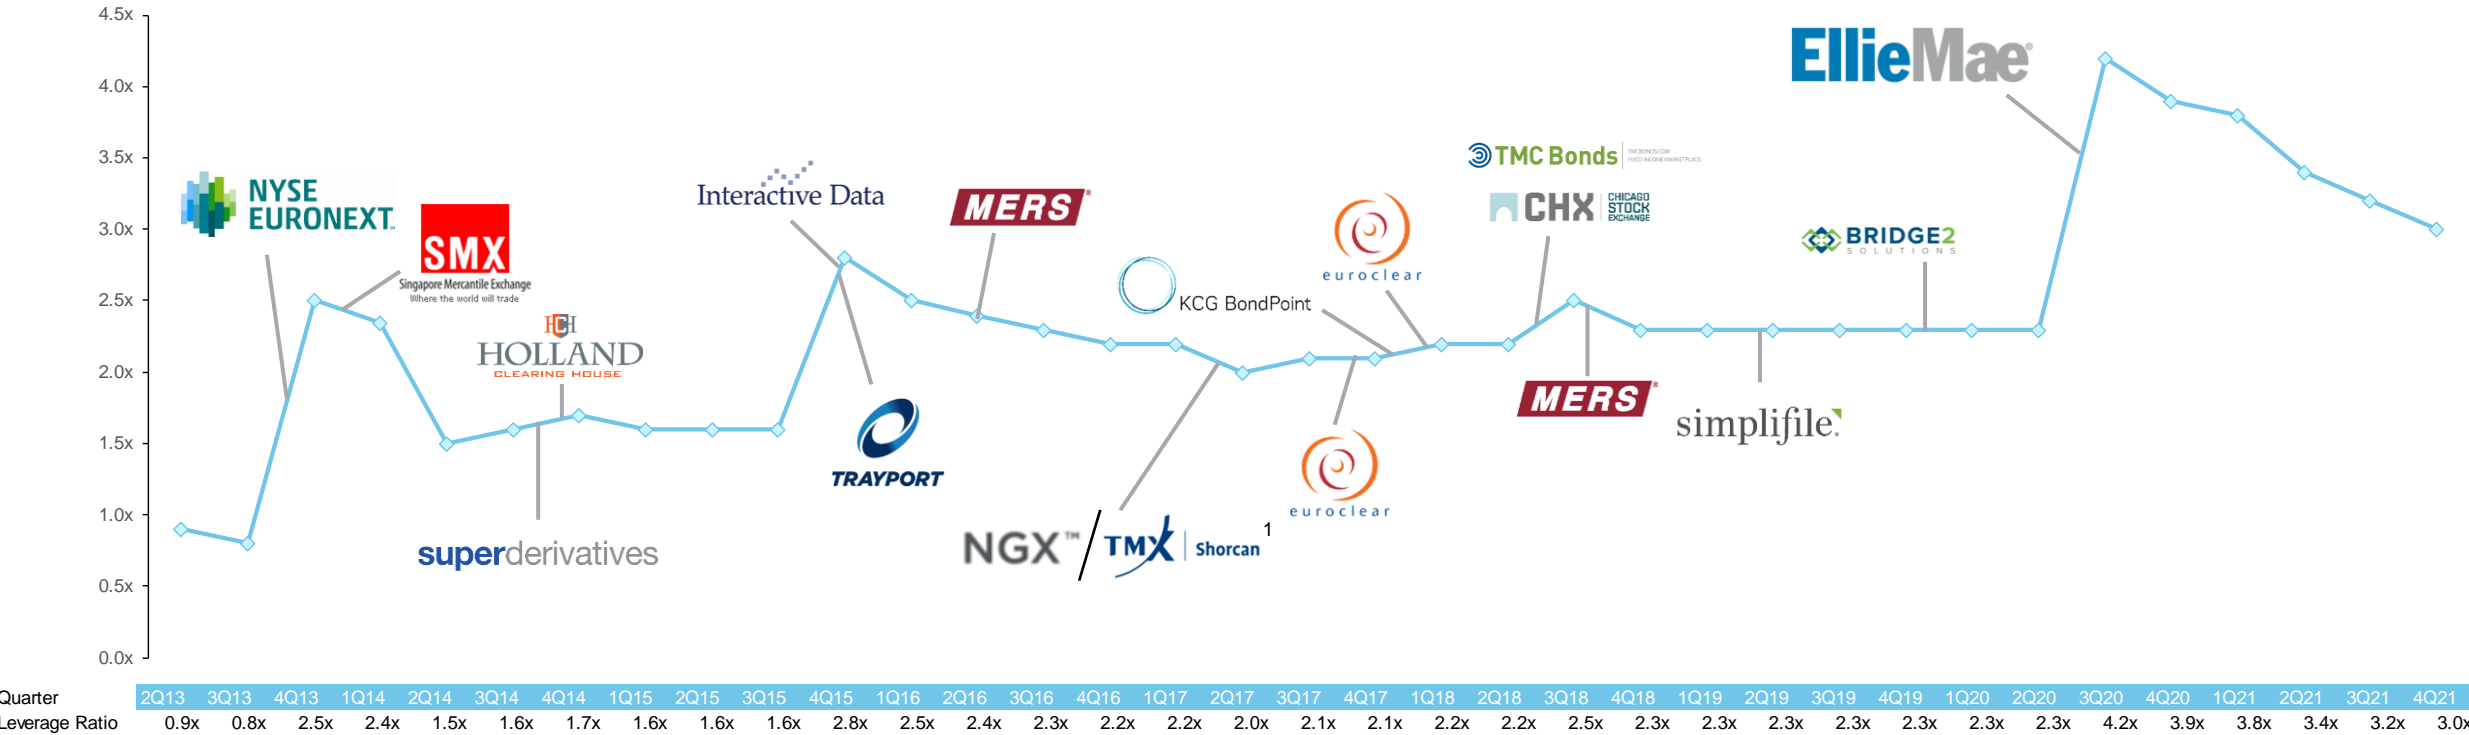 4.5x
4.0x
3.5x
3.0x
2.5x
2.0x
1.5x
1.0x
0.5x
0.0x
NYSE
EURONEXT
SMX
Singapore Mercantile Exchange
Where the world will trade
HCH
HOLLAND
CLEARING HOUSE
superderivatives
Interactive Data
TRAYPORT
MERS®
NGX™/TMX | Shorcan 1
KCG BondPoint
euroclear
euroclear
TMC Bonds | TMCBONDS.COM
FIXED INCOME MARKETPLACE
CHX | CHICAGO
STOCK
EXCHANGE
MERS®
simplifile.
BRIDGE2
SOLUTIONS
EllieMae®
Quarter 2Q13 3Q13 4Q13 1Q14 2Q14 3Q14 4Q14 1Q15 2Q15 3Q15 4Q15 1Q16 2Q16 3Q16 4Q16 1Q17 2Q17 3Q17 4Q17 1Q18 2Q18 3Q18 4Q18 1Q19 2Q19 3Q19 4Q19 1Q20 2Q20 3Q20 4Q20 1Q21 2Q21 3Q21 4Q21
Leverage Ratio 0.9x 0.8x 2.5x 2.4x 1.5x 1.6x 1.7x 1.6x 1.6x 1.6x 2.8x 2.5x 2.4x 2.3x 2.2x 2.2x 2.0x 2.1x 2.1x 2.2x 2.2x 2.5x 2.3x 2.3x 2.3x 2.3x 2.3x 2.3x 2.3x 4.2x 3.9x 3.8x 3.4x 3.2x 3.0x